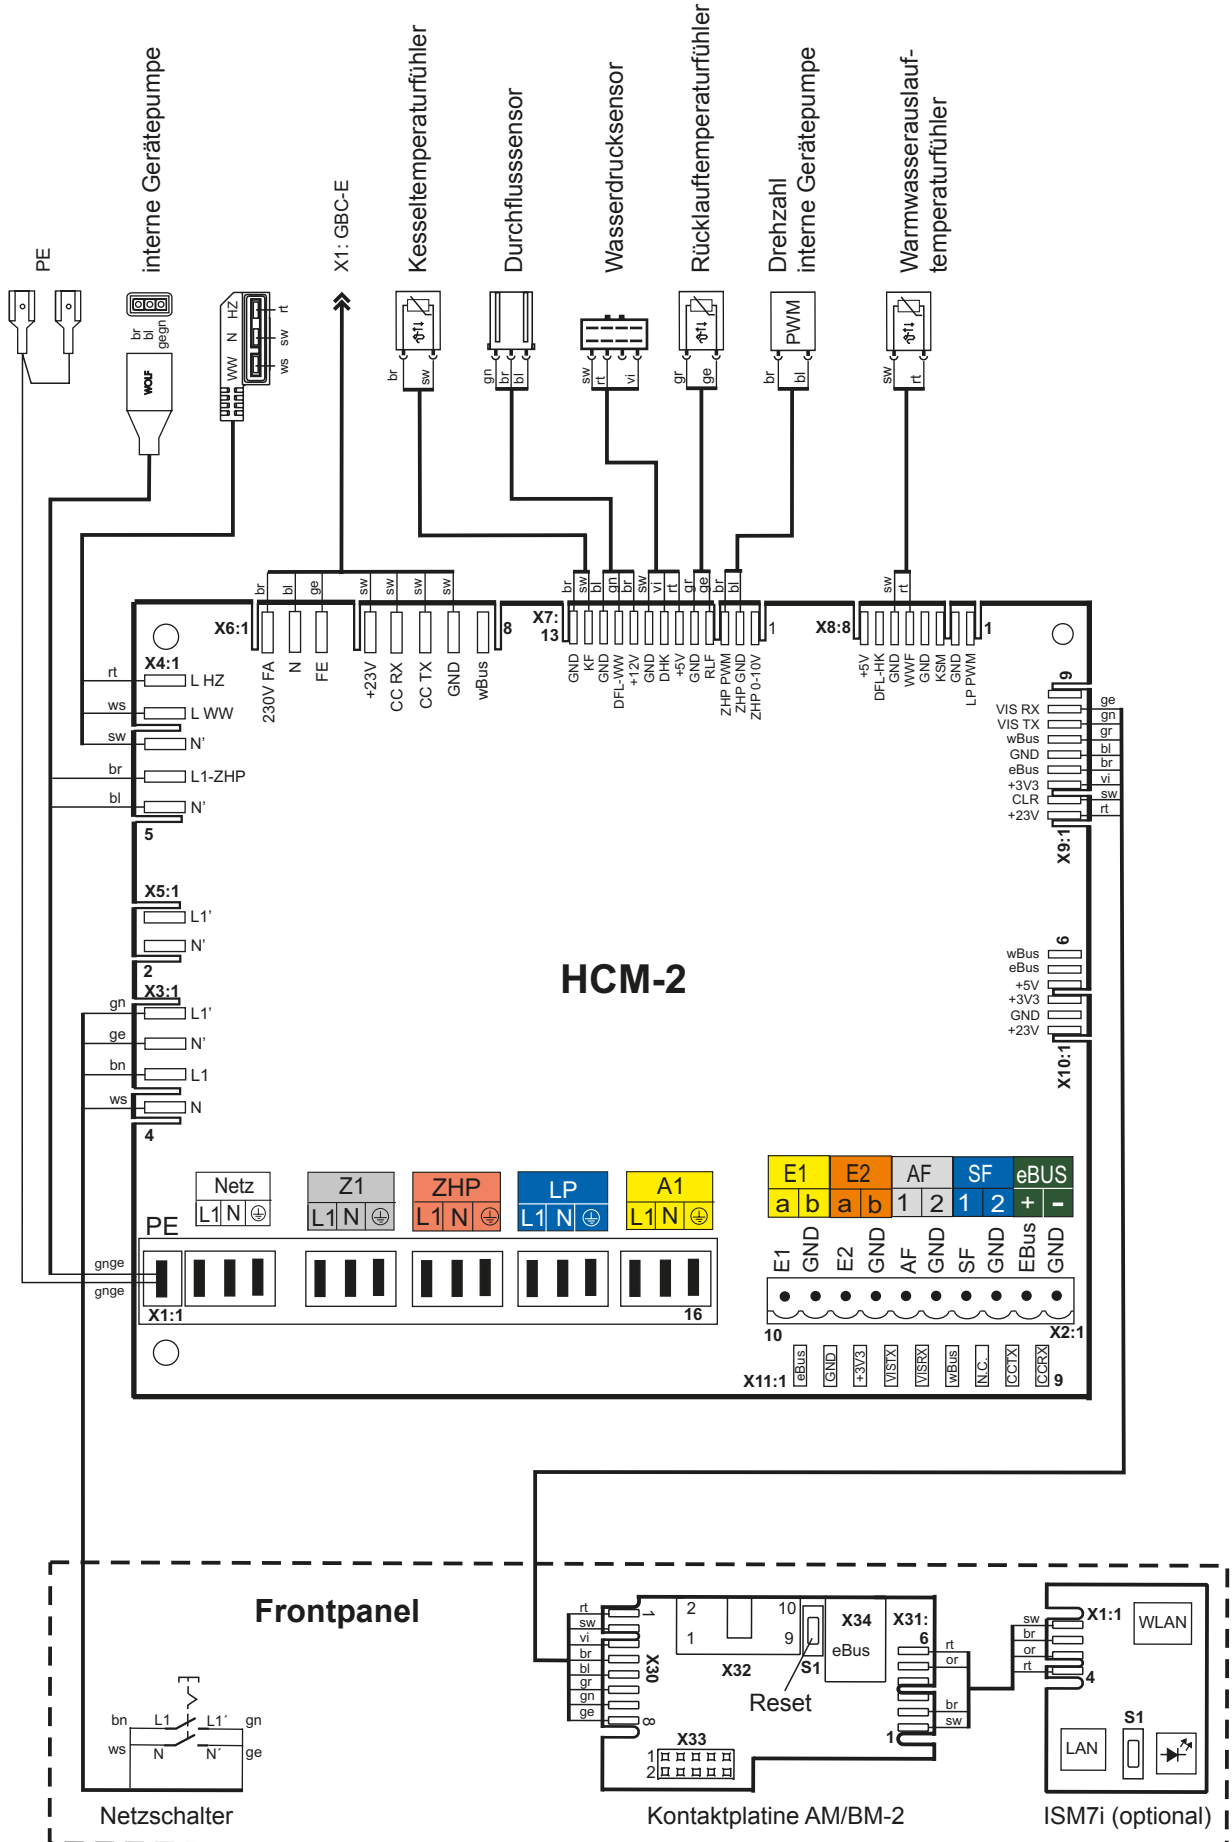 PE
interne Gerätepumpe
X1: GBC-E
Kesseltemperaturfühler
Durchflusssensor
Wasserdrucksensor
Rücklauftemperaturfühler
Drehzahl
interne Gerätepumpe
Warmwasserauslauf-
temperaturfühler
br
bl
gegn
WOLF
WW N HZ
ws sw rt
br sw
gn br bl
sw rt vi
gr ge
PWM
br bl
sw rt
br bl ge sw sw sw sw
br sw bl gn br sw vi rt gr ge br bl
sw rt
X6:1
8
X7:
13
1
X8:8
1
230V FA
N
FE
+23V
CC RX
CC TX
GND
wBus
GND
KF
GND
DFL-WW
+12V
GND
DHK
+5V
GND
RLF
ZHP PWM
ZHP GND
ZHP 0-10V
+5V
DFL-HK
GND
WWF
GND
KSM
GND
LP PWM
X4:1
rt L HZ
ws L WW
sw N'
br L1-ZHP
bl N'
5
X5:1
L1'
N'
2
X3:1
gn L1'
ge N'
bn L1
ws N
4
9
VIS RX ge
VIS TX gn
wBus gr
GND bl
eBus br
+3V3 vi
CLR sw
+23V rt
X9:1
6
wBus
eBus
+5V
+3V3
GND
+23V
X10:1
HCM-2
Netz
L1 N
Z1
L1 N
ZHP
L1 N
LP
L1 N
A1
L1 N
PE
gnge
gnge
X1:1
16
E1 E2 AF SF eBUS
a b a b 1 2 1 2 + -
E1 GND E2 GND AF GND SF GND EBus GND
10
X2:1
X11:1 eBus GND +3V3 VISTX VISRX wBus N.C. CCTX CCRX 9
Frontpanel
bn L1 L1´ gn
ws N N´ ge
Netzschalter
rt
sw
vi
br
bl
gr
gn
ge
1
X30
8
2 10
1 9
X32
S1
Reset
X34
eBus
X31:
6
rt
or
br
sw
1
X33
1
2
Kontaktplatine AM/BM-2
sw
br
or
rt
X1:1
4
WLAN
S1
LAN
ISM7i (optional)